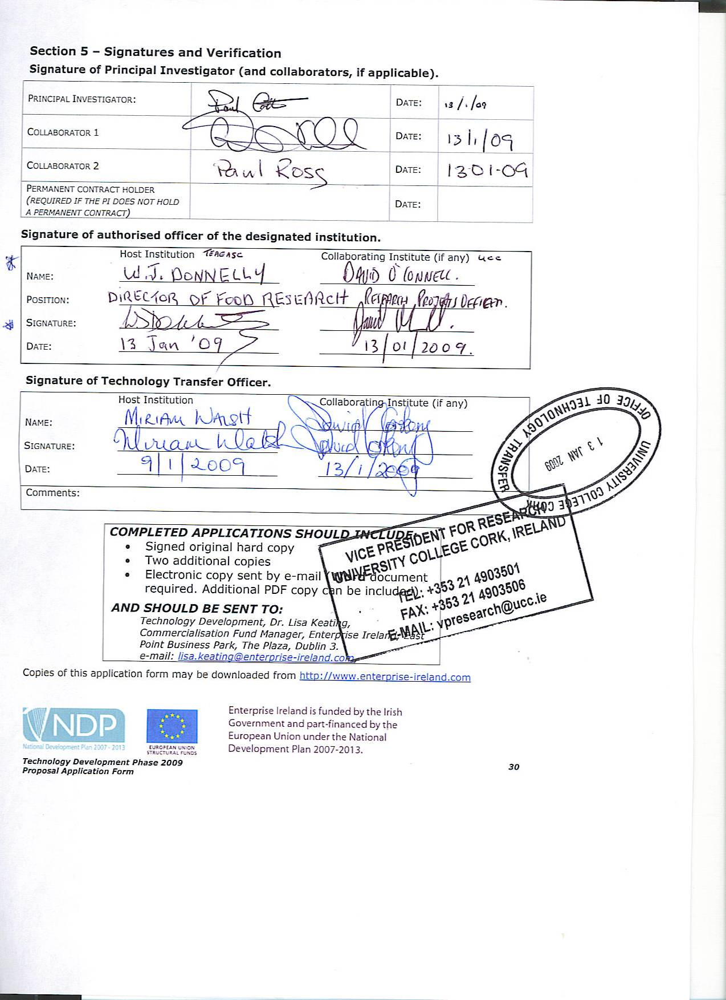 Section 5 – Signatures and Verification
Signature of Principal Investigator (and collaborators, if applicable).
PRINCIPAL INVESTIGATOR: Paul DATE: 13/1/09
COLLABORATOR 1 DATE: 13/1/09
COLLABORATOR 2 Paul Ross DATE: 13-01-09
PERMANENT CONTRACT HOLDER
(REQUIRED IF THE PI DOES NOT HOLD DATE:
A PERMANENT CONTRACT)
Signature of authorised officer of the designated institution.
Host Institution TEAGASC Collaborating Institute (if any) UCC
NAME: W.J. DONNELLY DAVID O'CONNELL.
POSITION: DIRECTOR OF FOOD RESEARCH RESEARCH PROJECTS OFFICER.
SIGNATURE: David
DATE: 13 Jan '09 13/01/2009.
Signature of Technology Transfer Officer.
Host Institution Collaborating Institute (if any)
NAME: MIRIAM WALSH David Corkery
SIGNATURE: Miriam Walsh David Corkery
DATE: 9/1/2009 13/1/2009
Comments:
OFFICE OF TECHNOLOGY TRANSFER
UNIVERSITY COLLEGE CORK
13 JAN 2009
COMPLETED APPLICATIONS SHOULD INCLUDE:
• Signed original hard copy
• Two additional copies
• Electronic copy sent by e-mail (Word document
required. Additional PDF copy can be included).
AND SHOULD BE SENT TO:
Technology Development, Dr. Lisa Keating,
Commercialisation Fund Manager, Enterprise Ireland, East
Point Business Park, The Plaza, Dublin 3.
e-mail: lisa.keating@enterprise-ireland.com
VICE PRESIDENT FOR RESEARCH
UNIVERSITY COLLEGE CORK, IRELAND
TEL: +353 21 4903501
FAX: +353 21 4903506
E-MAIL: vpresearch@ucc.ie
Copies of this application form may be downloaded from http://www.enterprise-ireland.com
NDP
National Development Plan 2007 - 2013
EUROPEAN UNION
STRUCTURAL FUNDS
Enterprise Ireland is funded by the Irish
Government and part-financed by the
European Union under the National
Development Plan 2007-2013.
Technology Development Phase 2009
Proposal Application Form
30